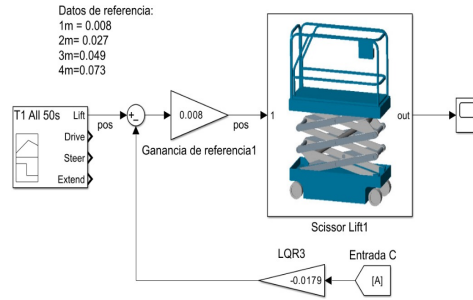 Datos de referencia:
1m = 0.008
2m= 0.027
3m=0.049
4m=0.073
T1 All 50s
Lift
Drive
Steer
Extend
pos
+
-
0.008
Ganancia de referencia1
pos
1
out
Scissor Lift1
LQR3
-0.0179
Entrada C
[A]